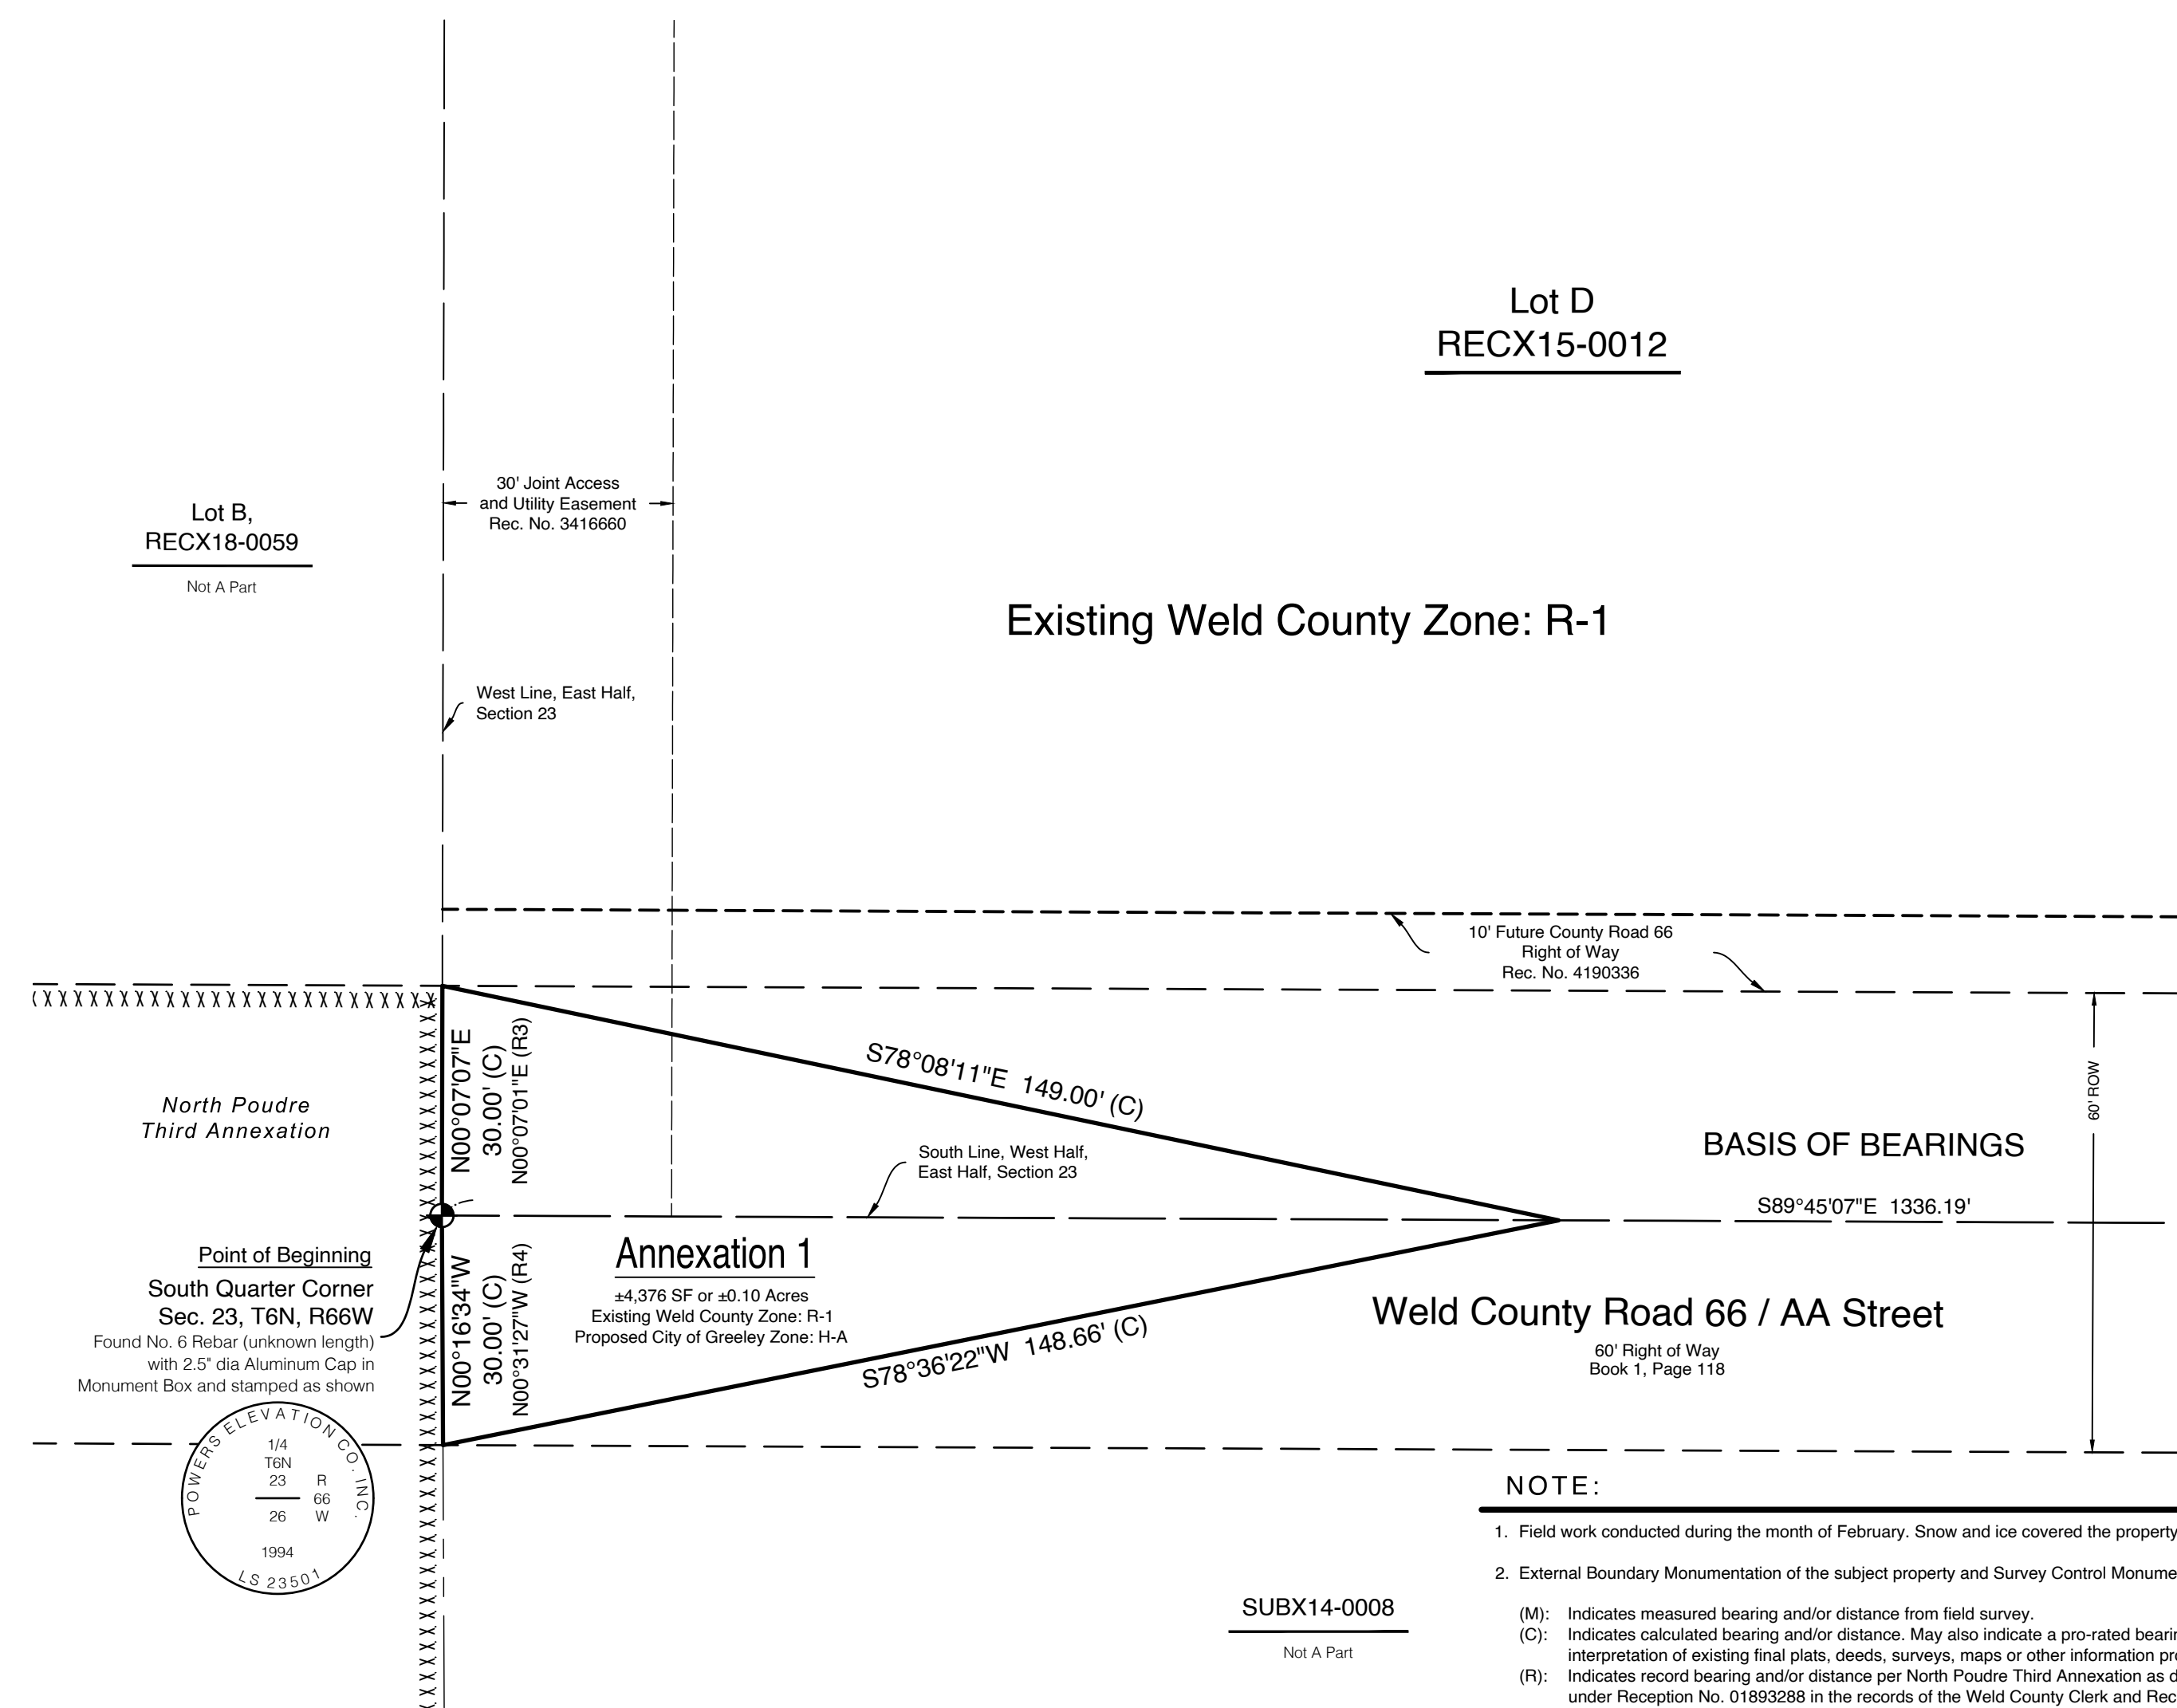 Lot D
RECX15-0012
Lot B,
RECX18-0059
Not A Part
30' Joint Access
and Utility Easement
Rec. No. 3416660
Existing Weld County Zone: R-1
West Line, East Half,
Section 23
10' Future County Road 66
Right of Way
Rec. No. 4190336
North Poudre
Third Annexation
N00°07'07"E
30.00' (C)
N00°07'01"E (R3)
S78°08'11"E 149.00' (C)
60' ROW
South Line, West Half,
East Half, Section 23
BASIS OF BEARINGS
S89°45'07"E 1336.19'
Point of Beginning
South Quarter Corner
Sec. 23, T6N, R66W
Found No. 6 Rebar (unknown length)
with 2.5" dia Aluminum Cap in
Monument Box and stamped as shown
N00°16'34"W
30.00' (C)
N00°31'27"W (R4)
Annexation 1
±4,376 SF or ±0.10 Acres
Existing Weld County Zone: R-1
Proposed City of Greeley Zone: H-A
S78°36'22"W 148.66' (C)
Weld County Road 66 / AA Street
60' Right of Way
Book 1, Page 118
POWERS ELEVATION CO. INC.
1/4
T6N
23 R
66
26 W
1994
LS 23501
NOTE:
1. Field work conducted during the month of February. Snow and ice covered the property
2. External Boundary Monumentation of the subject property and Survey Control Monume
(M): Indicates measured bearing and/or distance from field survey.
(C): Indicates calculated bearing and/or distance. May also indicate a pro-rated bearin
interpretation of existing final plats, deeds, surveys, maps or other information pro
(R): Indicates record bearing and/or distance per North Poudre Third Annexation as d
under Reception No. 01893288 in the records of the Weld County Clerk and Rec
SUBX14-0008
Not A Part